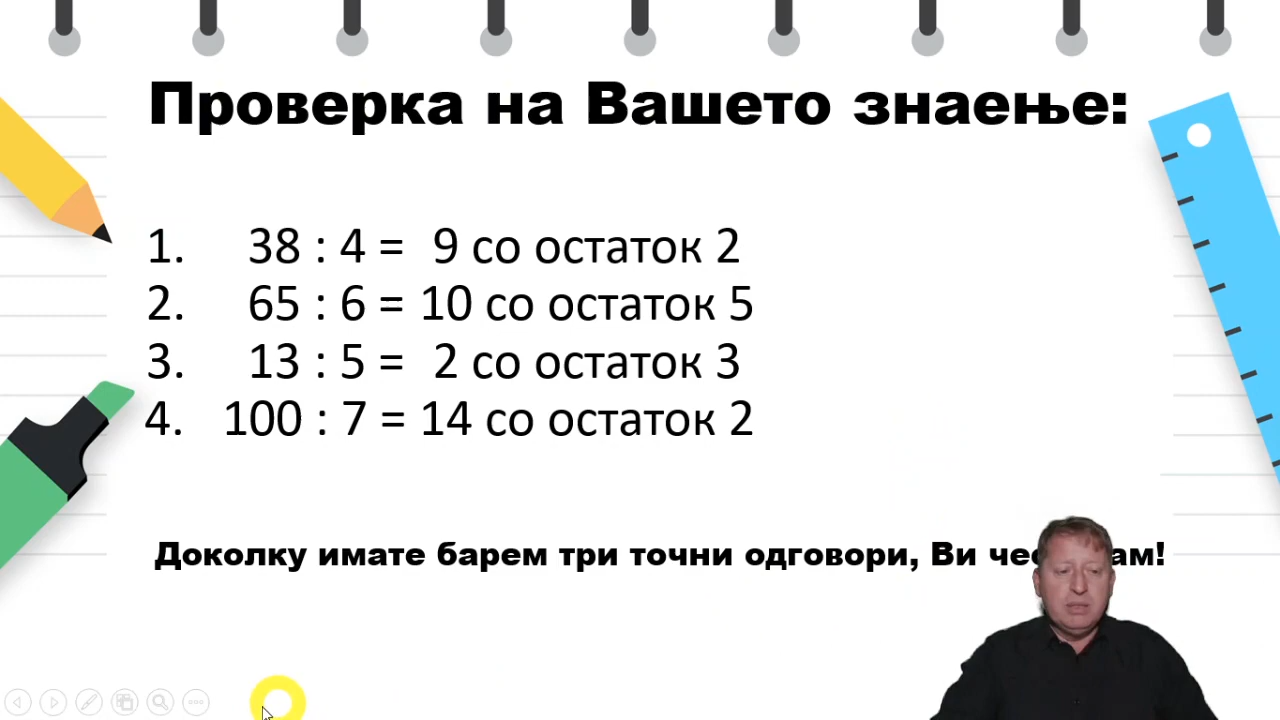 Проверка на Вашето знаење:
1. 38 : 4 = 9 со остаток 2
2. 65 : 6 = 10 со остаток 5
3. 13 : 5 = 2 со остаток 3
4. 100 : 7 = 14 со остаток 2
Доколку имате барем три точни одговори, Ви